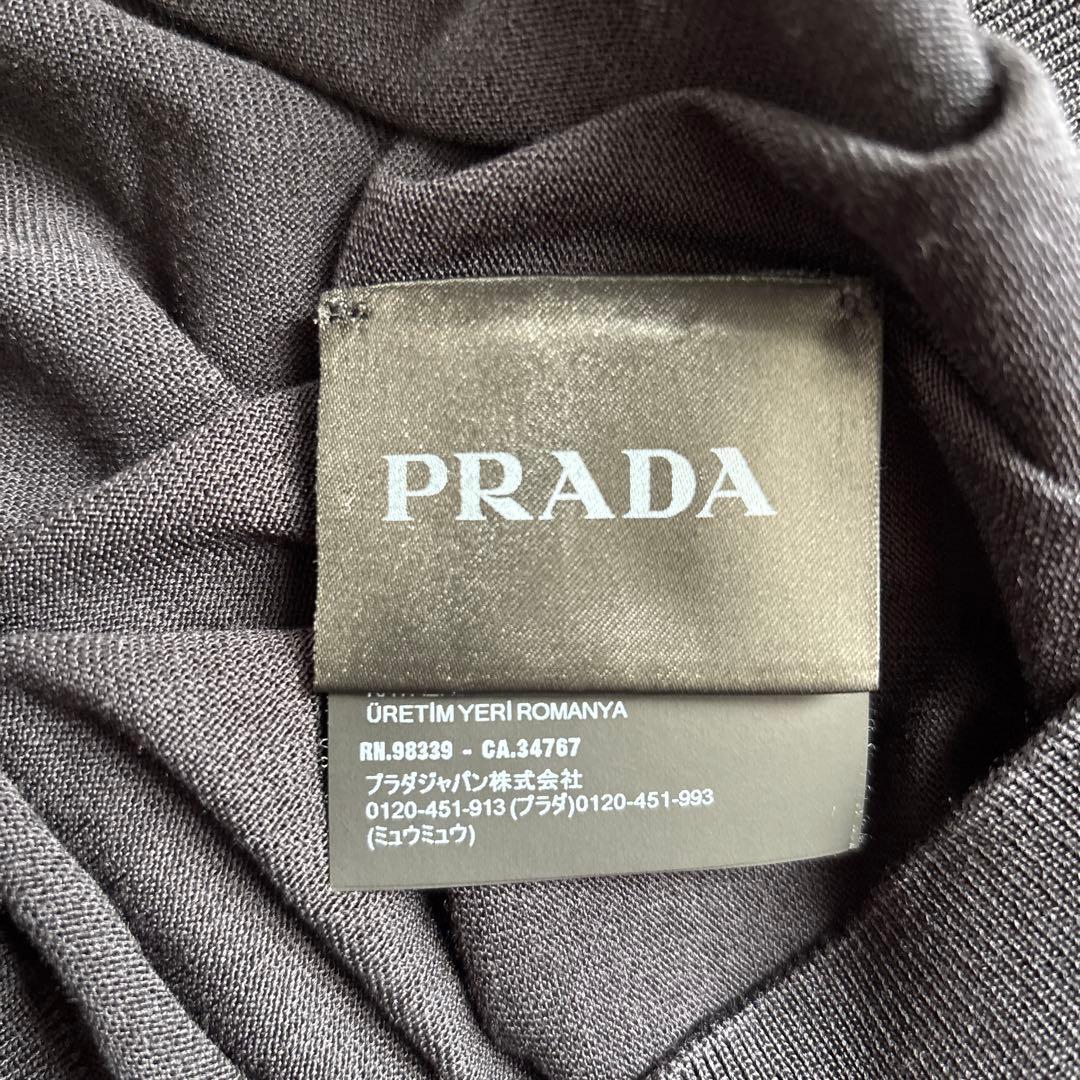 PRADA
ÜRETİM YERİ ROMANYA
RN.98339 - CA.34767
プラダジャパン株式会社
0120-451-913 (プラダ)0120-451-993
(ミュウミュウ)